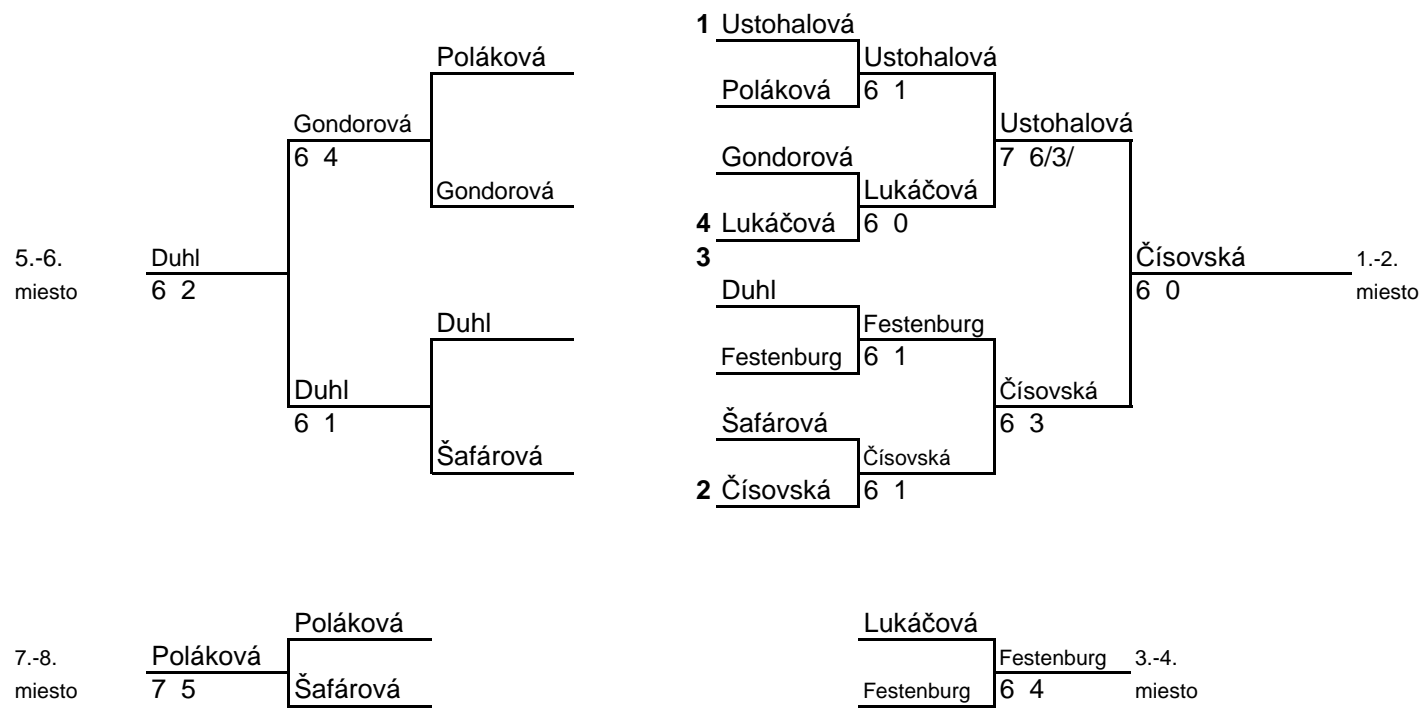 1 Ustohalová
Poláková Ustohalová
Poláková 6 1
Gondorová Ustohalová
6 4 Gondorová 7 6/3/
Gondorová Lukáčová
4 Lukáčová 6 0
5.-6. Duhl 3 Čísovská 1.-2.
miesto 6 2 Duhl 6 0 miesto
Duhl Festenburg
Festenburg 6 1
Duhl Čísovská
6 1 Šafárová 6 3
Šafárová Čísovská
2 Čísovská 6 1
Poláková Lukáčová
7.-8. Poláková Festenburg 3.-4.
miesto 7 5 Šafárová Festenburg 6 4 miesto